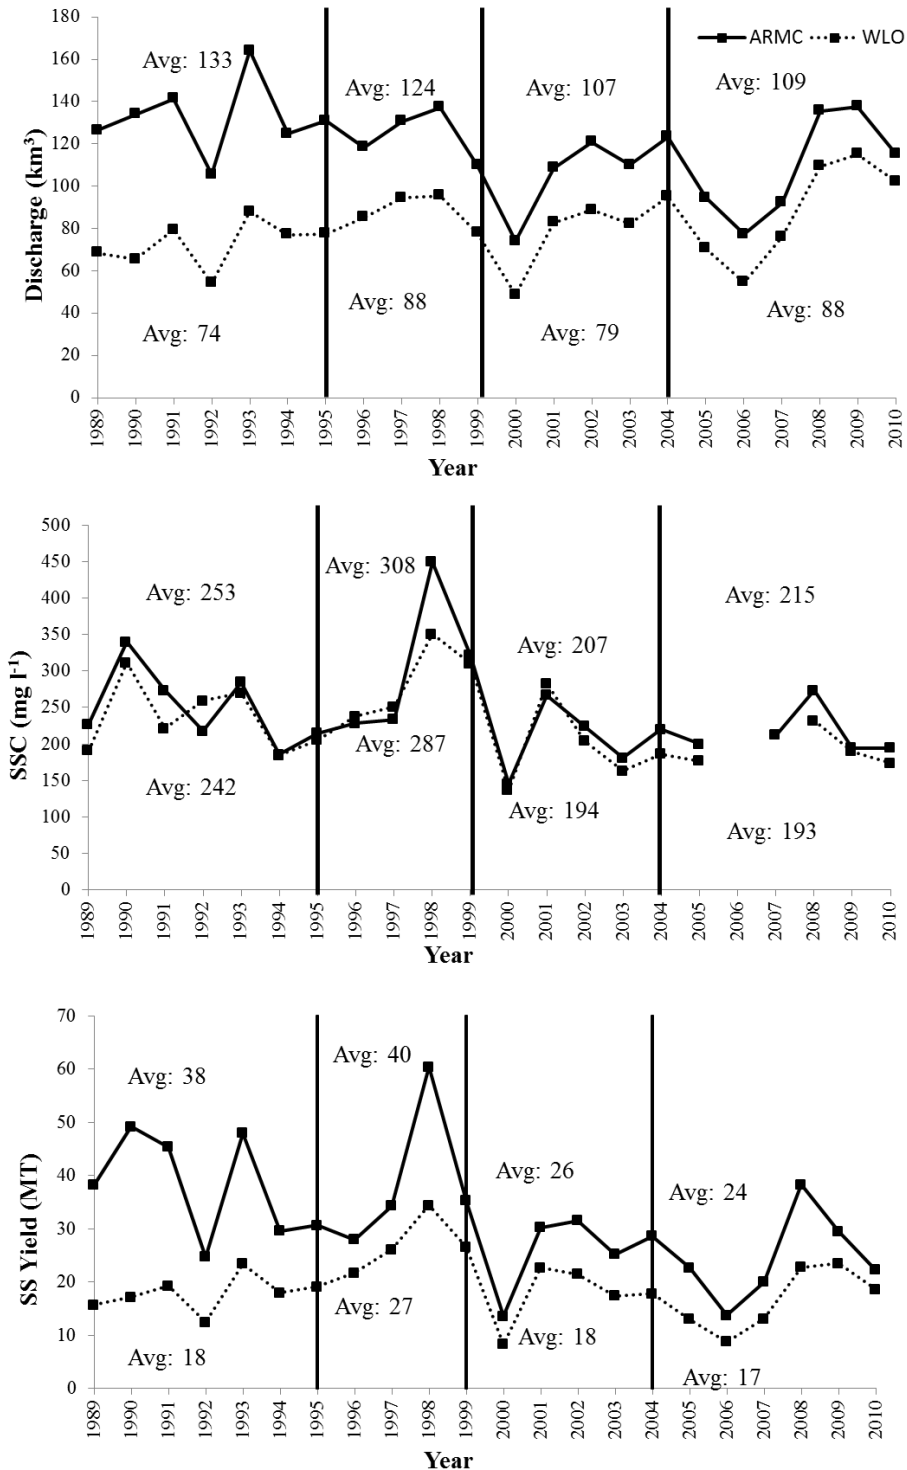 180
160
140
120
100
80
60
40
20
0
Discharge (km³)
ARMC WLO
Avg: 133
Avg: 124
Avg: 107
Avg: 109
Avg: 74
Avg: 88
Avg: 79
Avg: 88
1989 1990 1991 1992 1993 1994 1995 1996 1997 1998 1999 2000 2001 2002 2003 2004 2005 2006 2007 2008 2009 2010
Year
500
450
400
350
300
250
200
150
100
50
0
SSC (mg l⁻¹)
Avg: 253
Avg: 308
Avg: 207
Avg: 215
Avg: 242
Avg: 287
Avg: 194
Avg: 193
1989 1990 1991 1992 1993 1994 1995 1996 1997 1998 1999 2000 2001 2002 2003 2004 2005 2006 2007 2008 2009 2010
Year
70
60
50
40
30
20
10
0
SS Yield (MT)
Avg: 38
Avg: 40
Avg: 26
Avg: 24
Avg: 18
Avg: 27
Avg: 18
Avg: 17
1989 1990 1991 1992 1993 1994 1995 1996 1997 1998 1999 2000 2001 2002 2003 2004 2005 2006 2007 2008 2009 2010
Year